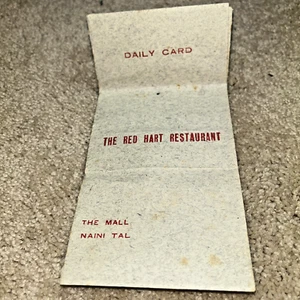 DAILY CARD
THE RED HART RESTAURANT
THE MALL
NAINI TAL